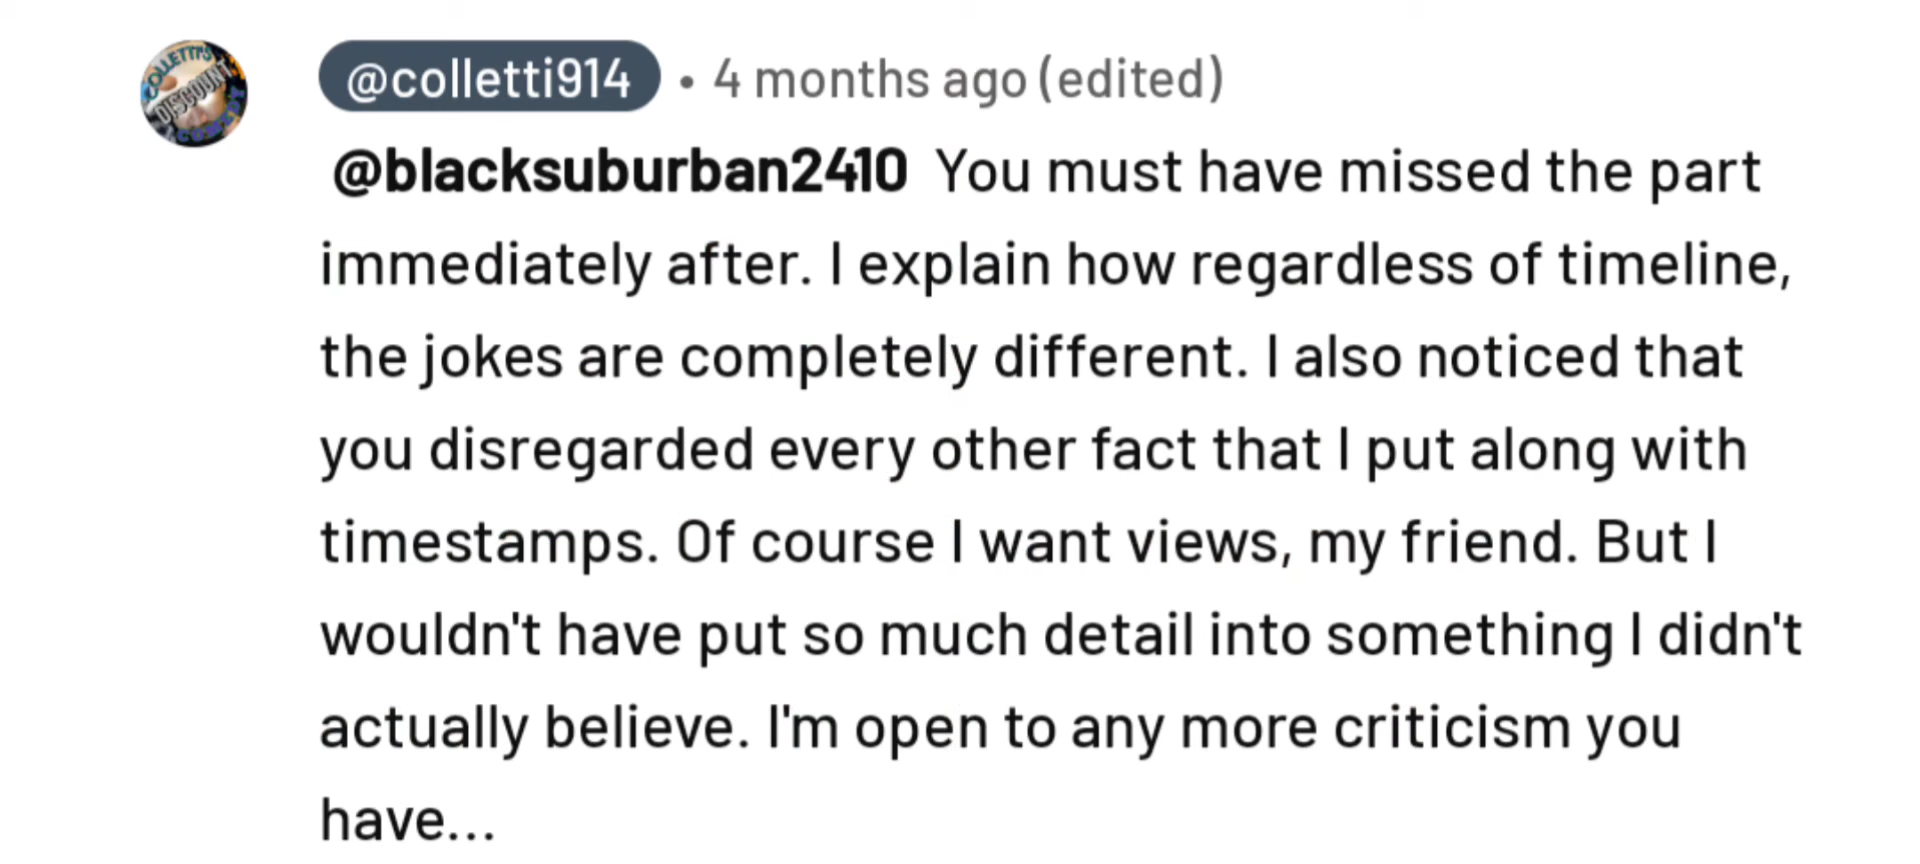 COLLETTI'S
DISCOUNT
@colletti914 • 4 months ago (edited)
@blacksuburban2410 You must have missed the part
immediately after. I explain how regardless of timeline,
the jokes are completely different. I also noticed that
you disregarded every other fact that I put along with
timestamps. Of course I want views, my friend. But I
wouldn't have put so much detail into something I didn't
actually believe. I'm open to any more criticism you
have...